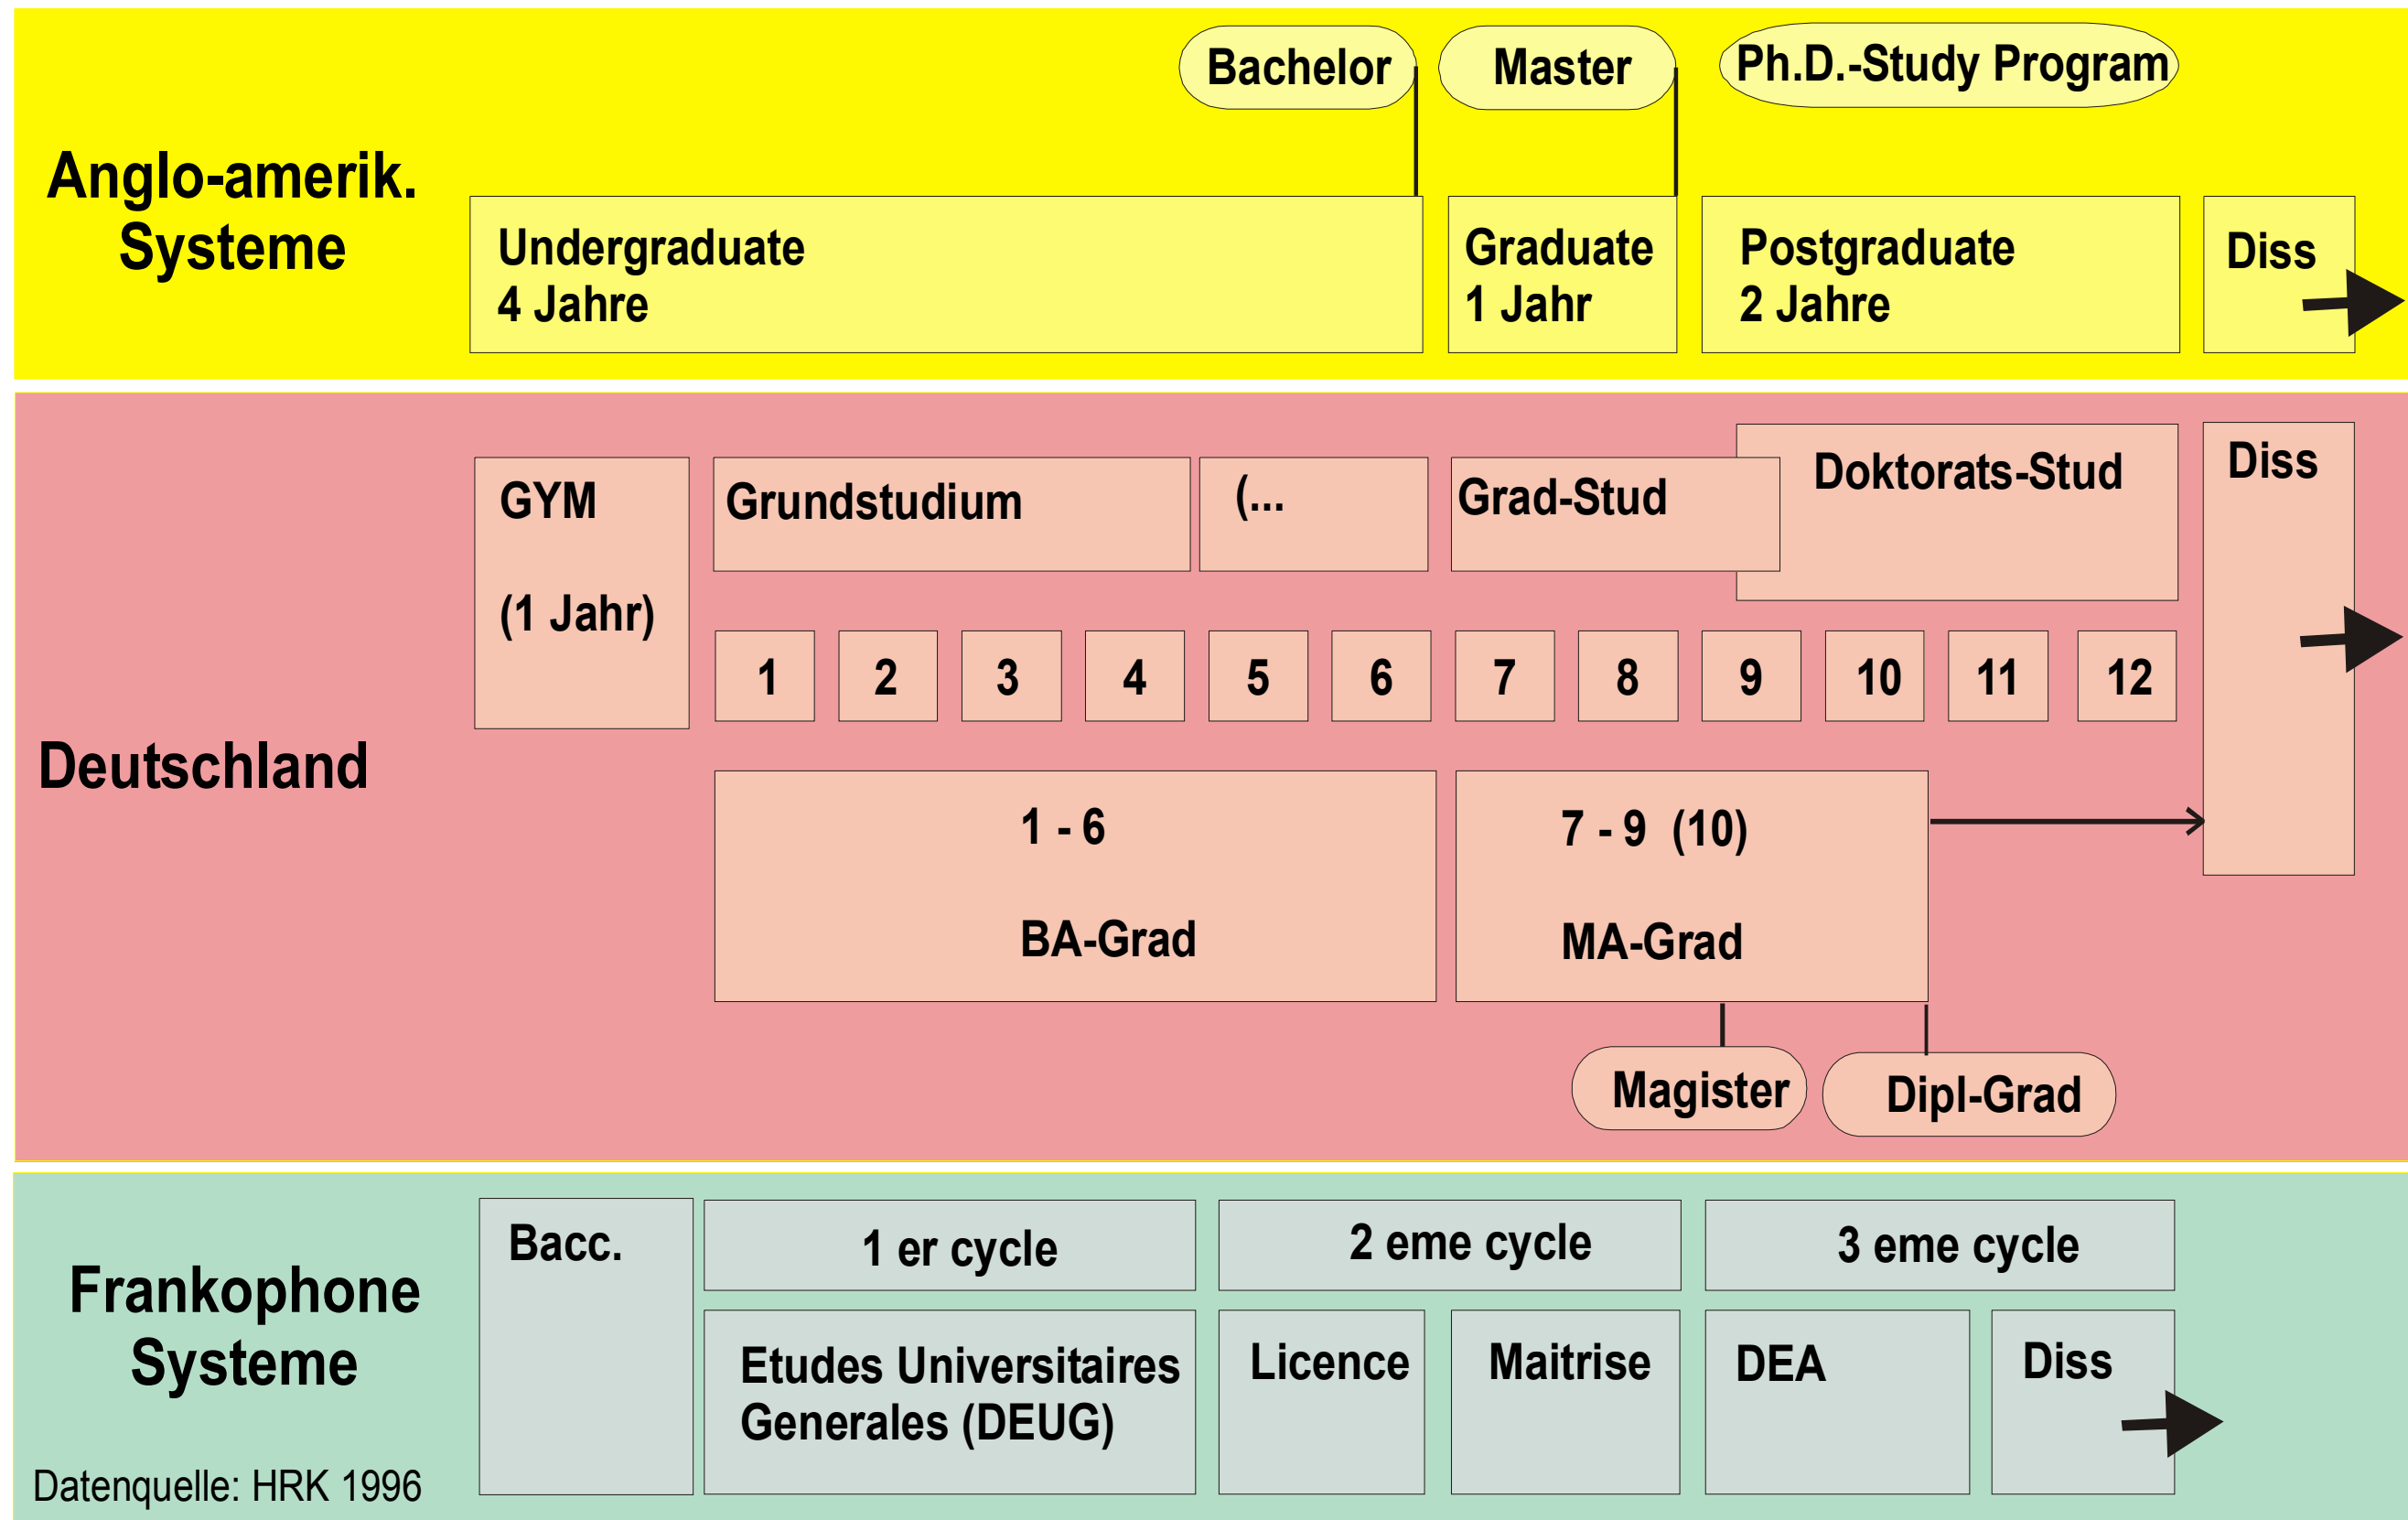 Bachelor
Master
Ph.D.-Study Program
Anglo-amerik.
Systeme
Undergraduate
4 Jahre
Graduate
1 Jahr
Postgraduate
2 Jahre
Diss
Deutschland
GYM
(1 Jahr)
Grundstudium
(...
Grad-Stud
Doktorats-Stud
Diss
1
2
3
4
5
6
7
8
9
10
11
12
1 - 6
BA-Grad
7 - 9 (10)
MA-Grad
Magister
Dipl-Grad
Frankophone
Systeme
Bacc.
1 er cycle
2 eme cycle
3 eme cycle
Etudes Universitaires
Generales (DEUG)
Licence
Maitrise
DEA
Diss
Datenquelle: HRK 1996